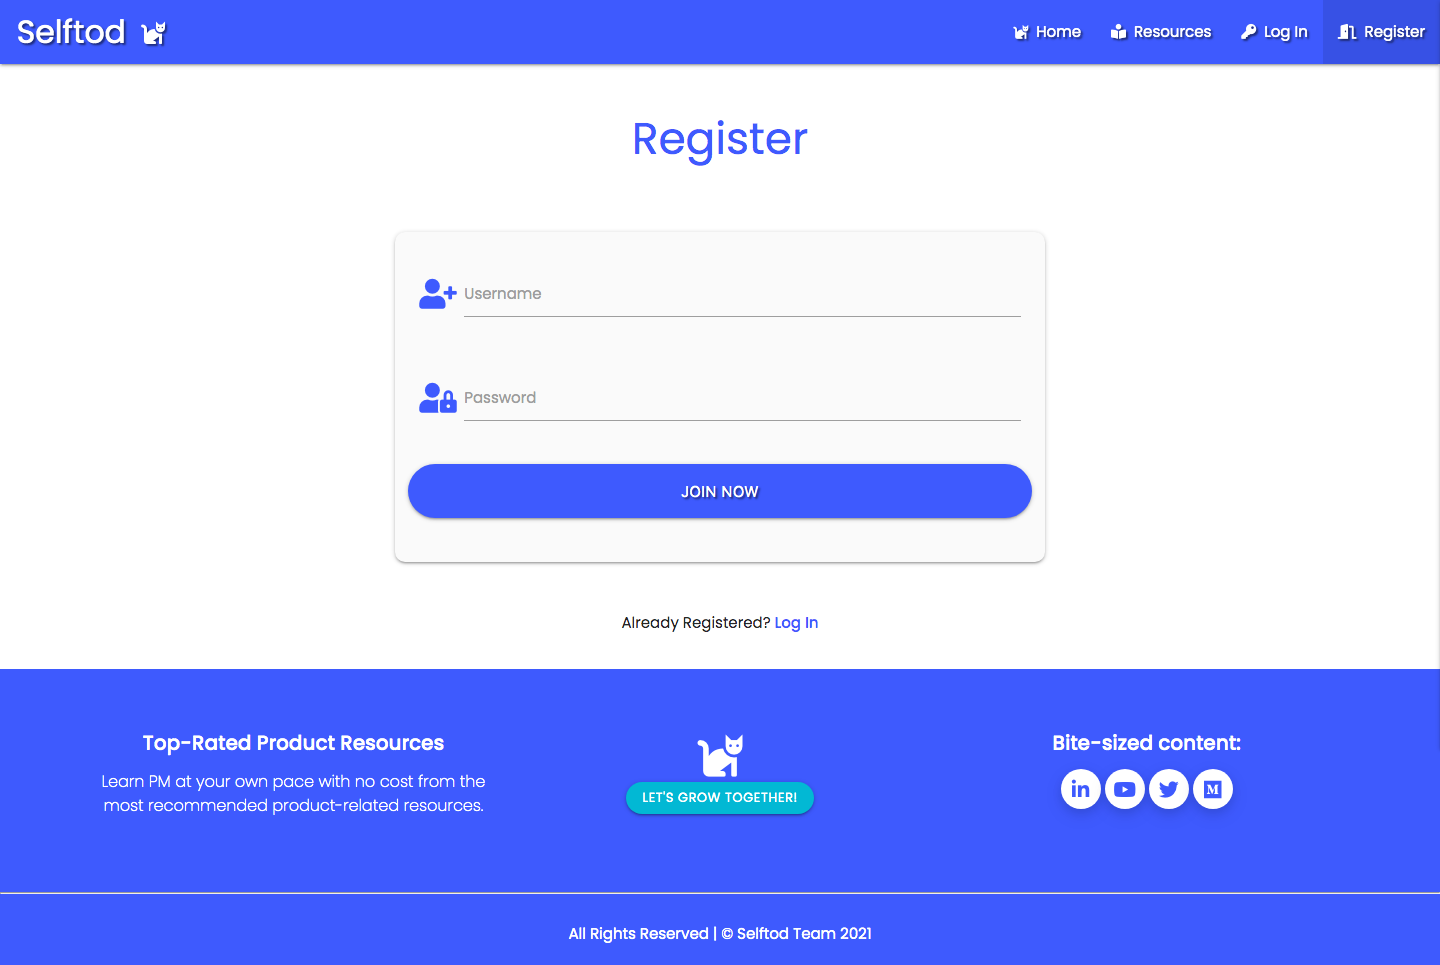 Selftod
Home
Resources
Log In
Register
Register
Username
Password
JOIN NOW
Already Registered? Log In
Top-Rated Product Resources
Learn PM at your own pace with no cost from the
most recommended product-related resources.
LET'S GROW TOGETHER!
Bite-sized content:
All Rights Reserved | © Selftod Team 2021